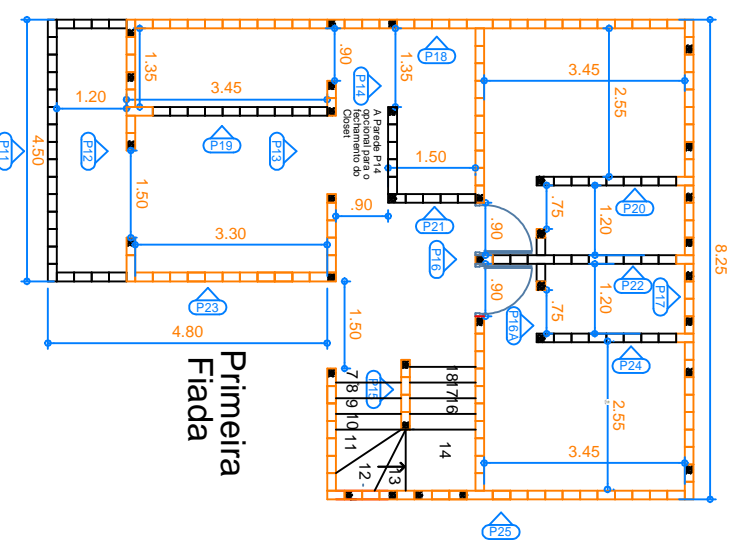 P18
1.35
3.45
.90
P14
1.35
3.45
2.55
A Parede P14
opcional para o
fechamento do
Closet
1.20
P19
P13
P12
P11
4.50
1.50
1.50
P20
.75
1.20
P21
.90
.90
3.30
P16
8.25
P22
P17
P23
1.50
.90
.75
1.20
P16A
4.80
P24
Primeira
Fiada
P15
7
8
9
10
11
12
13
14
16
17
18
2.55
3.45
P25